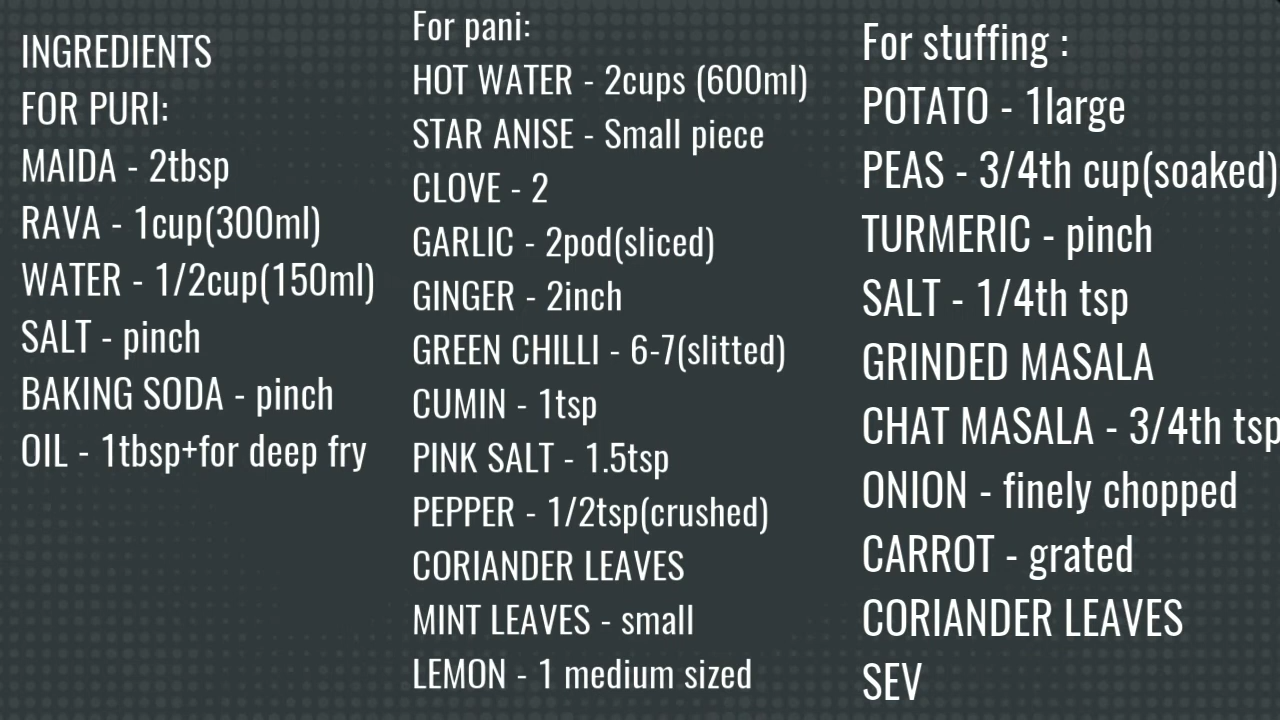 INGREDIENTS
FOR PURI:
MAIDA - 2tbsp
RAVA - 1cup(300ml)
WATER - 1/2cup(150ml)
SALT - pinch
BAKING SODA - pinch
OIL - 1tbsp+for deep fry
For pani:
HOT WATER - 2cups (600ml)
STAR ANISE - Small piece
CLOVE - 2
GARLIC - 2pod(sliced)
GINGER - 2inch
GREEN CHILLI - 6-7(slitted)
CUMIN - 1tsp
PINK SALT - 1.5tsp
PEPPER - 1/2tsp(crushed)
CORIANDER LEAVES
MINT LEAVES - small
LEMON - 1 medium sized
For stuffing :
POTATO - 1large
PEAS - 3/4th cup(soaked)
TURMERIC - pinch
SALT - 1/4th tsp
GRINDED MASALA
CHAT MASALA - 3/4th tsp
ONION - finely chopped
CARROT - grated
CORIANDER LEAVES
SEV